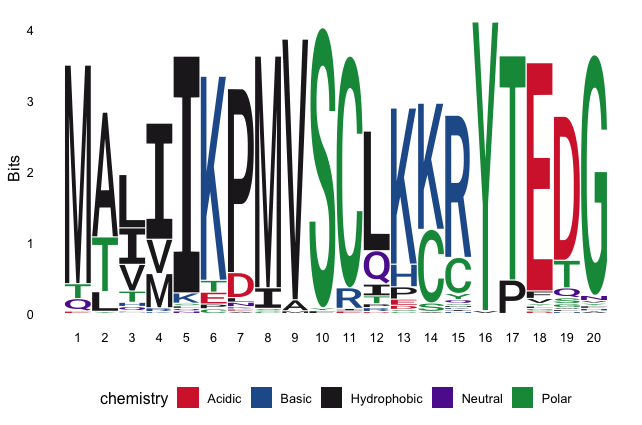 4
3
2
1
0
Bits
M T Q A T L L I V T I V M I K K T E P D M I V A S C R L Q I T K H P E K C S R C Y Y T P E V D T Q S G N
1 2 3 4 5 6 7 8 9 10 11 12 13 14 15 16 17 18 19 20
chemistry Acidic Basic Hydrophobic Neutral Polar